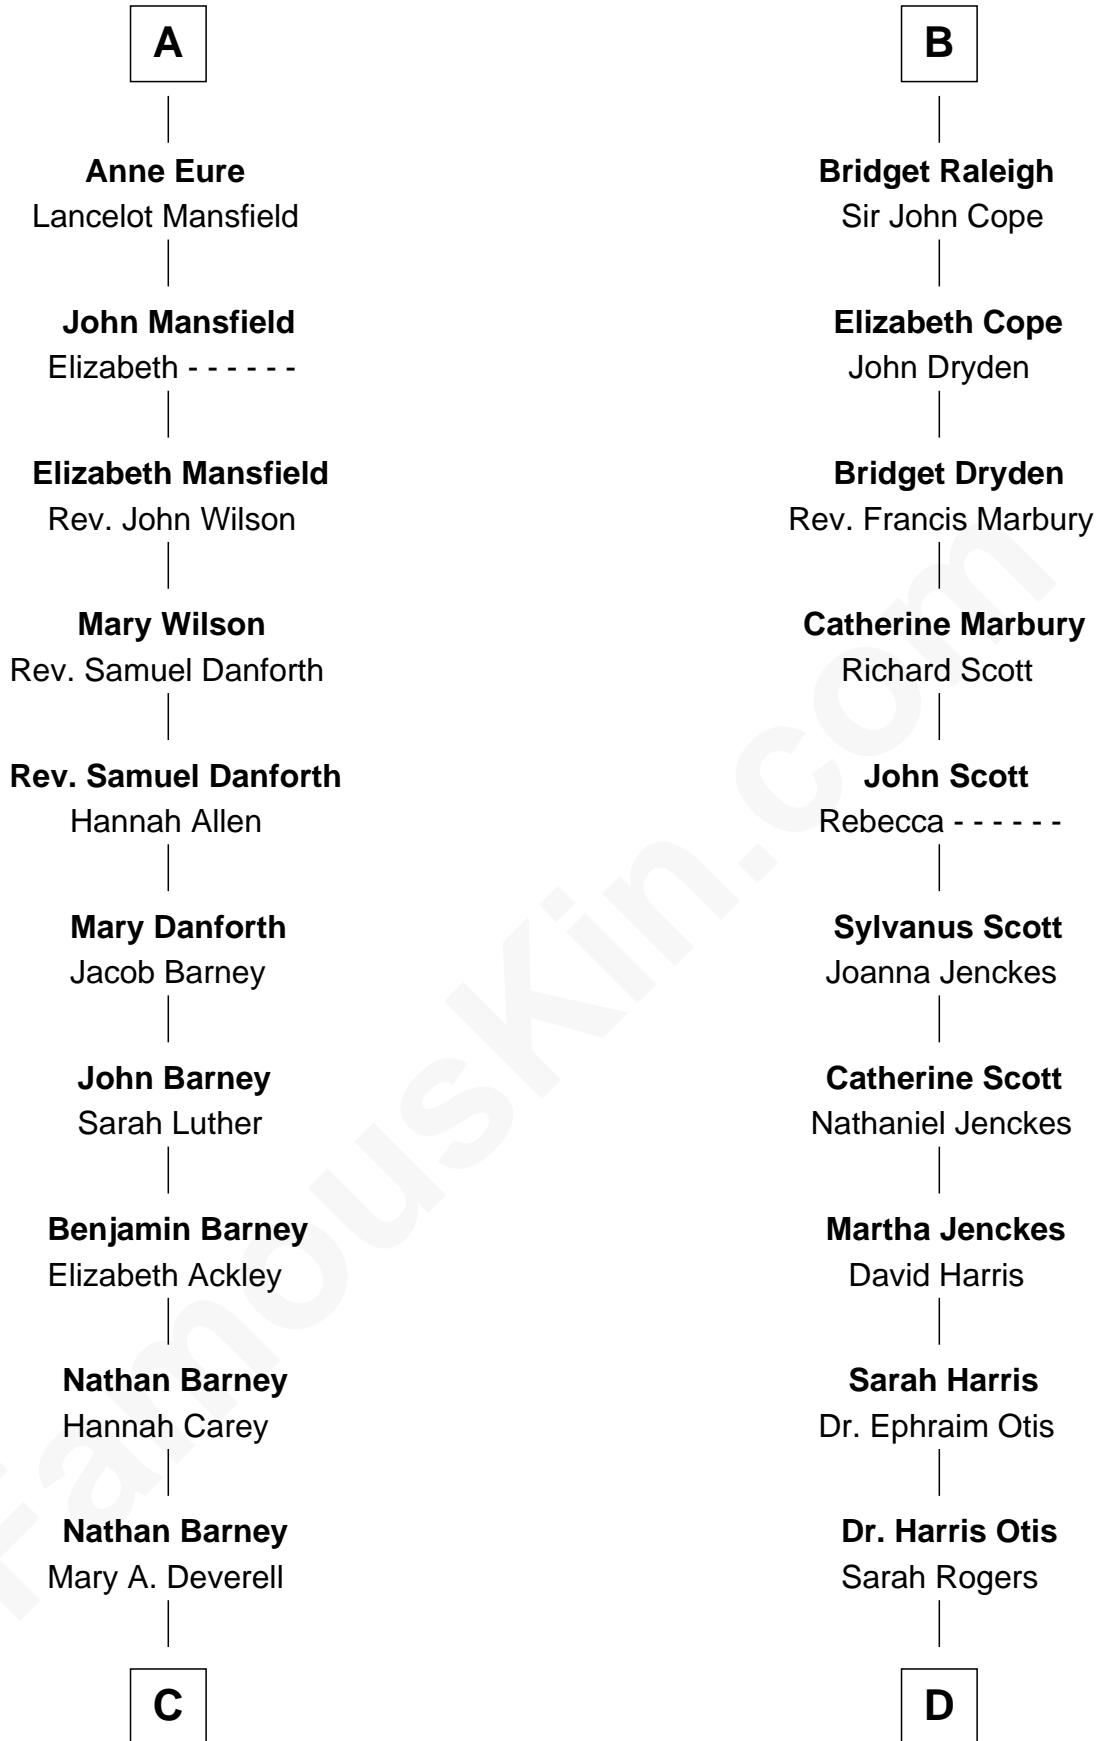 A
Anne Eure
Lancelot Mansfield
John Mansfield
Elizabeth - - - - - -
Elizabeth Mansfield
Rev. John Wilson
Mary Wilson
Rev. Samuel Danforth
Rev. Samuel Danforth
Hannah Allen
Mary Danforth
Jacob Barney
John Barney
Sarah Luther
Benjamin Barney
Elizabeth Ackley
Nathan Barney
Hannah Carey
Nathan Barney
Mary A. Deverell
C
B
Bridget Raleigh
Sir John Cope
Elizabeth Cope
John Dryden
Bridget Dryden
Rev. Francis Marbury
Catherine Marbury
Richard Scott
John Scott
Rebecca - - - - - -
Sylvanus Scott
Joanna Jenckes
Catherine Scott
Nathaniel Jenckes
Martha Jenckes
David Harris
Sarah Harris
Dr. Ephraim Otis
Dr. Harris Otis
Sarah Rogers
D
FamousKin.com